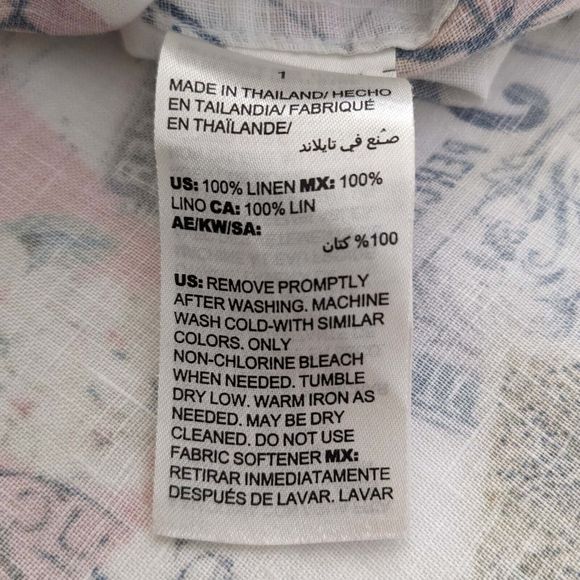 1
MADE IN THAILAND/ HECHO
EN TAILANDIA/ FABRIQUÉ
EN THAÏLANDE/
صنع في تايلاند
US: 100% LINEN MX: 100%
LINO CA: 100% LIN
AE/KW/SA:
100% كتان
US: REMOVE PROMPTLY
AFTER WASHING. MACHINE
WASH COLD-WITH SIMILAR
COLORS. ONLY
NON-CHLORINE BLEACH
WHEN NEEDED. TUMBLE
DRY LOW. WARM IRON AS
NEEDED. MAY BE DRY
CLEANED. DO NOT USE
FABRIC SOFTENER MX:
RETIRAR INMEDIATAMENTE
DESPUÉS DE LAVAR. LAVAR